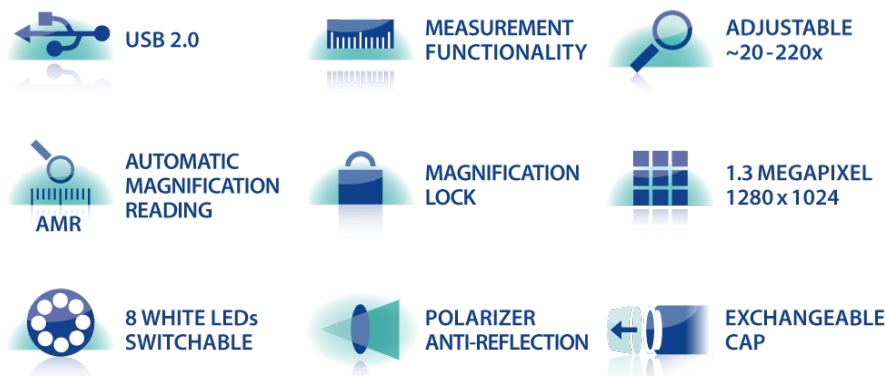 USB 2.0
MEASUREMENT
FUNCTIONALITY
ADJUSTABLE
~20-220x
AUTOMATIC
MAGNIFICATION
READING
AMR
MAGNIFICATION
LOCK
1.3 MEGAPIXEL
1280 x 1024
8 WHITE LEDs
SWITCHABLE
POLARIZER
ANTI-REFLECTION
EXCHANGEABLE
CAP